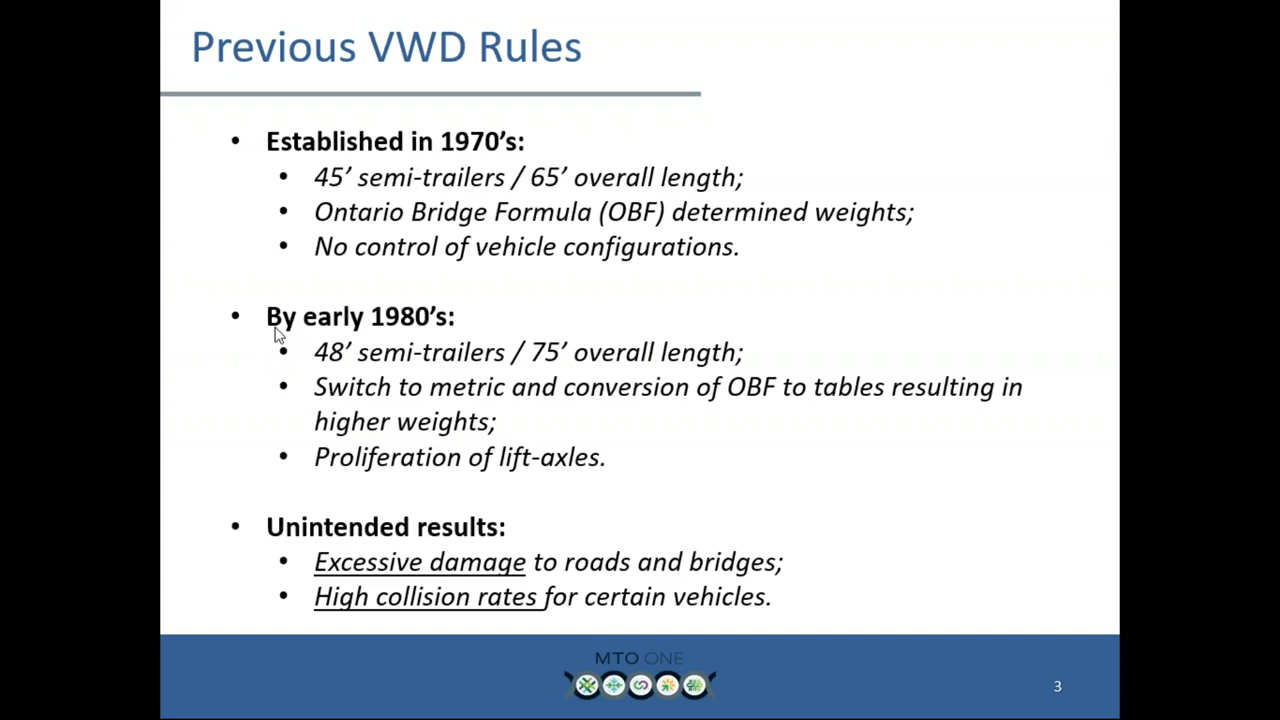 Previous VWD Rules
• Established in 1970’s:
• 45’ semi-trailers / 65’ overall length;
• Ontario Bridge Formula (OBF) determined weights;
• No control of vehicle configurations.
• By early 1980’s:
• 48’ semi-trailers / 75’ overall length;
• Switch to metric and conversion of OBF to tables resulting in
higher weights;
• Proliferation of lift-axles.
• Unintended results:
• Excessive damage to roads and bridges;
• High collision rates for certain vehicles.
MTO ONE
3